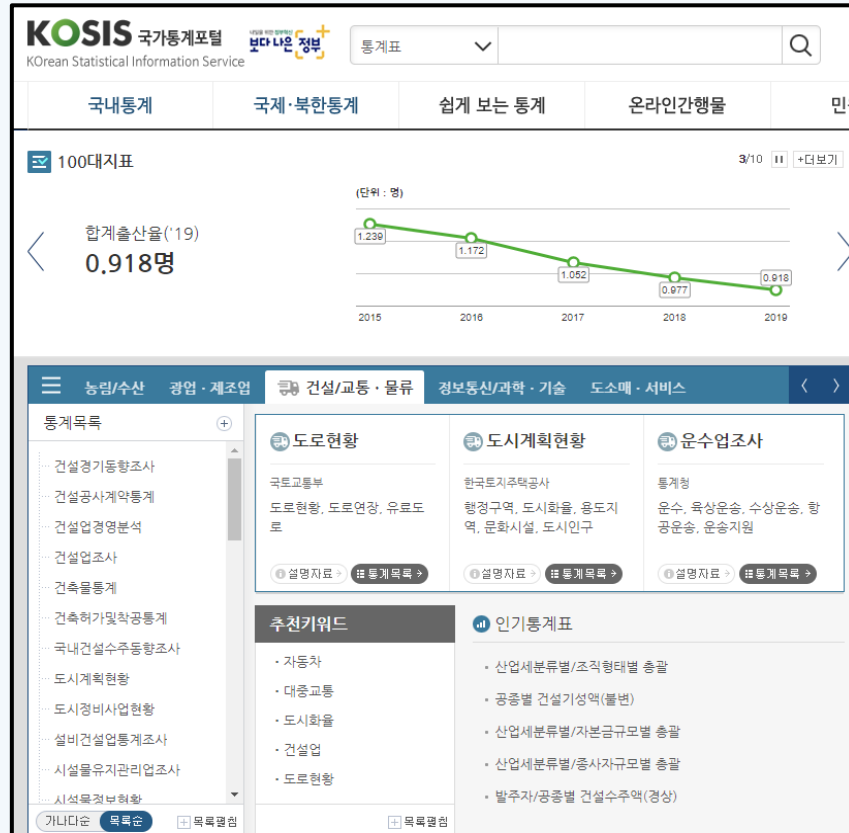 KOSIS 국가통계포털
KOrean Statistical Information Service
내일을 위한 정부혁신
보다나은 정부
통계표
국내통계 국제·북한통계 쉽게 보는 통계 온라인간행물 민
100대지표
3/10 +더보기
(단위 : 명)
합계출산율('19)
0.918명
1.239
1.172
1.052
0.977
0.918
2015 2016 2017 2018 2019
농림/수산 광업·제조업 건설/교통·물류 정보통신/과학·기술 도소매·서비스
통계목록
건설경기동향조사
건설공사계약통계
건설업경영분석
건설업조사
건축물통계
건축허가및착공통계
국내건설수주동향조사
도시계획현황
도시정비사업현황
설비건설업통계조사
시설물유지관리업조사
시설물정보현황
가나다순 목록순 목록펼침
도로현황
국토교통부
도로현황, 도로연장, 유료도
로
설명자료 통계목록
도시계획현황
한국토지주택공사
행정구역, 도시화율, 용도지
역, 문화시설, 도시인구
설명자료 통계목록
운수업조사
통계청
운수, 육상운송, 수상운송, 항
공운송, 운송지원
설명자료 통계목록
추천키워드
· 자동차
· 대중교통
· 도시화율
· 건설업
· 도로현황
목록펼침
인기통계표
· 산업세분류별/조직형태별 총괄
· 공종별 건설기성액(불변)
· 산업세분류별/자본금규모별 총괄
· 산업세분류별/종사자규모별 총괄
· 발주자/공종별 건설수주액(경상)